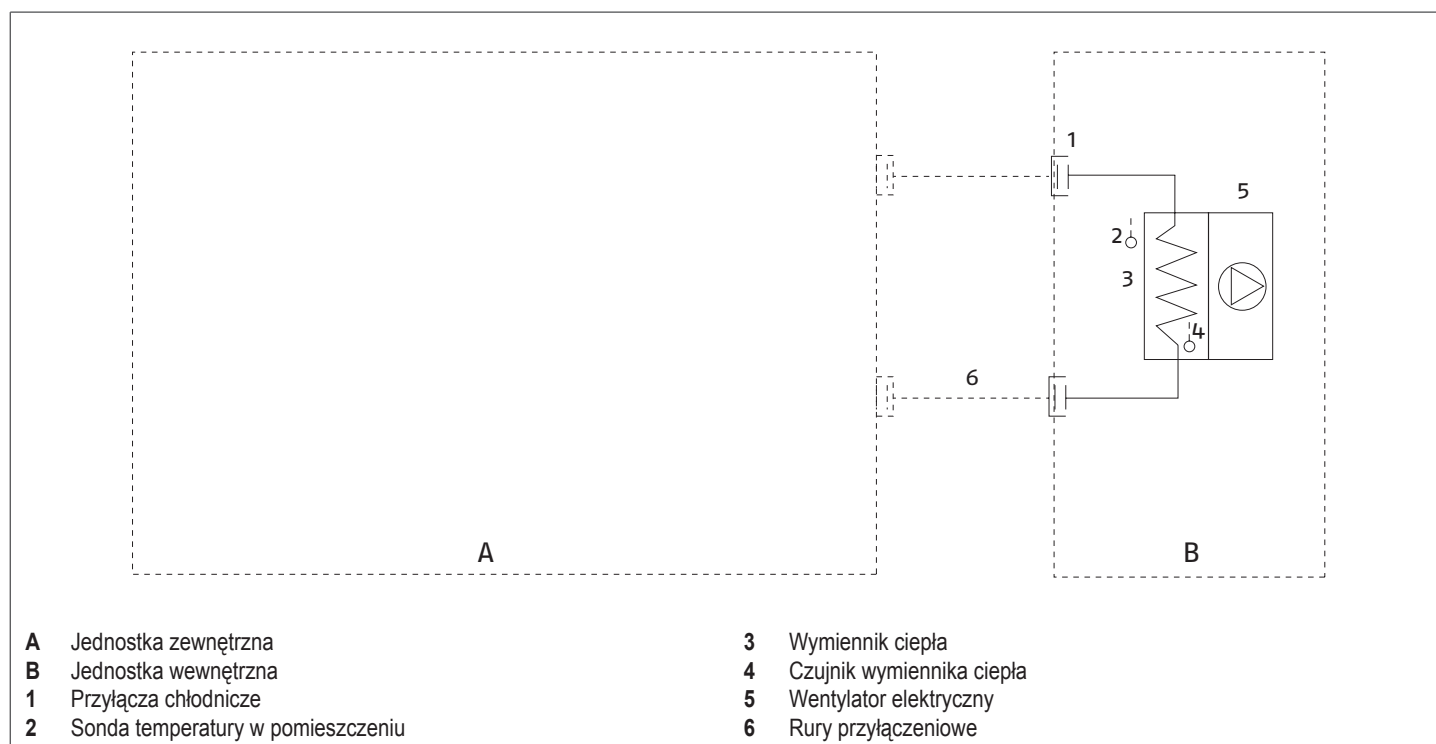 1
5
2
3
4
6
A
B
A Jednostka zewnętrzna
B Jednostka wewnętrzna
1 Przyłącza chłodnicze
2 Sonda temperatury w pomieszczeniu
3 Wymiennik ciepła
4 Czujnik wymiennika ciepła
5 Wentylator elektryczny
6 Rury przyłączeniowe